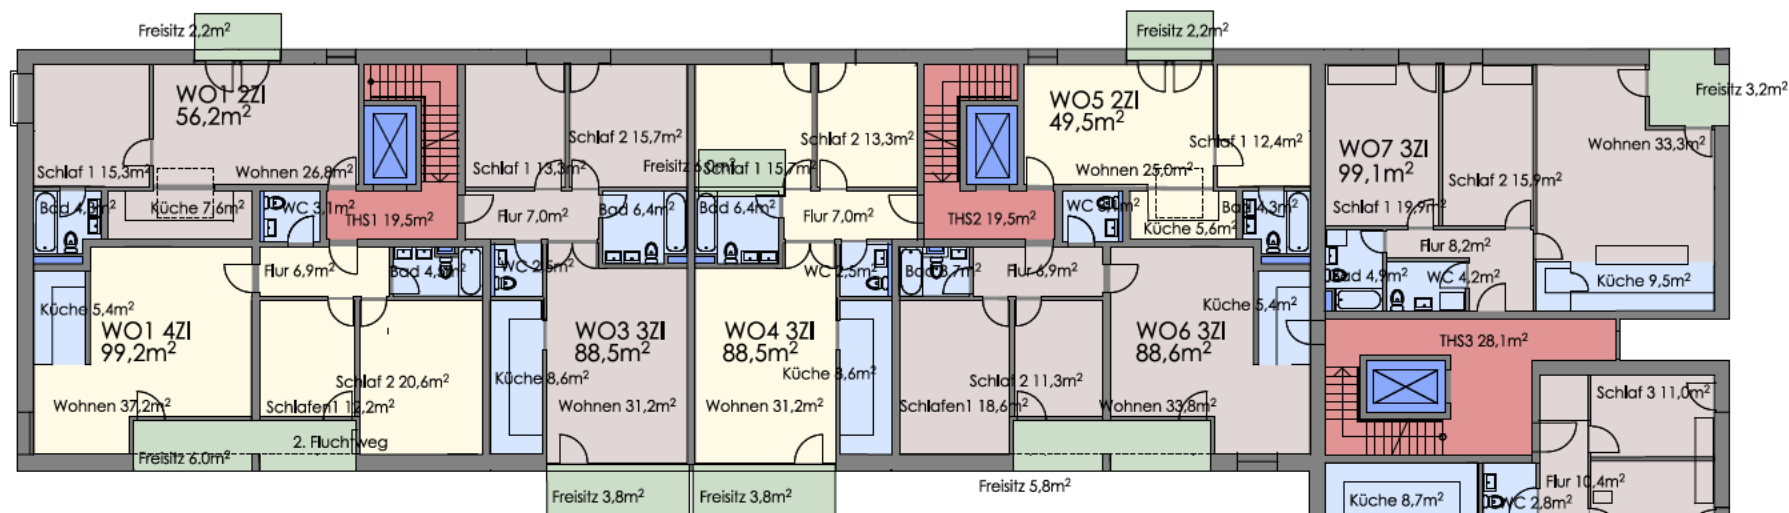 Freisitz 2,2m²
Freisitz 2,2m²
Freisitz 3,2m²
WO1 2ZI
56,2m²
Schlaf 1 15,3m²
Wohnen 26,8m²
Küche 7,6m²
WC 3,1m²
THS1 19,5m²
Schlaf 1 13,3m²
Schlaf 2 15,7m²
Flur 7,0m²
Bad 6,4m²
Schlaf 1 15,7m²
Schlaf 2 13,3m²
Bad 6,4m²
Flur 7,0m²
THS2 19,5m²
WO5 2ZI
49,5m²
Wohnen 25,0m²
Schlaf 1 12,4m²
Küche 5,6m²
Bad 4,3m²
WO7 3ZI
99,1m²
Schlaf 1 19,9m²
Schlaf 2 15,9m²
Wohnen 33,3m²
Flur 8,2m²
Bad 4,9m²
WC 4,2m²
Küche 9,5m²
Küche 5,4m²
WO1 4ZI
99,2m²
Wohnen 37,2m²
Flur 6,9m²
Schlafen1 12,2m²
Schlaf 2 20,6m²
2. Fluchtweg
Freisitz 6,0m²
WC 2,5m²
WO3 3ZI
88,5m²
Küche 8,6m²
Wohnen 31,2m²
Freisitz 3,8m²
WO4 3ZI
88,5m²
WC 2,5m²
Küche 8,6m²
Wohnen 31,2m²
Freisitz 3,8m²
Flur 6,9m²
Schlafen1 18,6m²
Schlaf 2 11,3m²
WO6 3ZI
88,6m²
Küche 5,4m²
Wohnen 33,8m²
Freisitz 5,8m²
THS3 28,1m²
Schlaf 3 11,0m²
Flur 10,4m²
Küche 8,7m²
WC 2,8m²